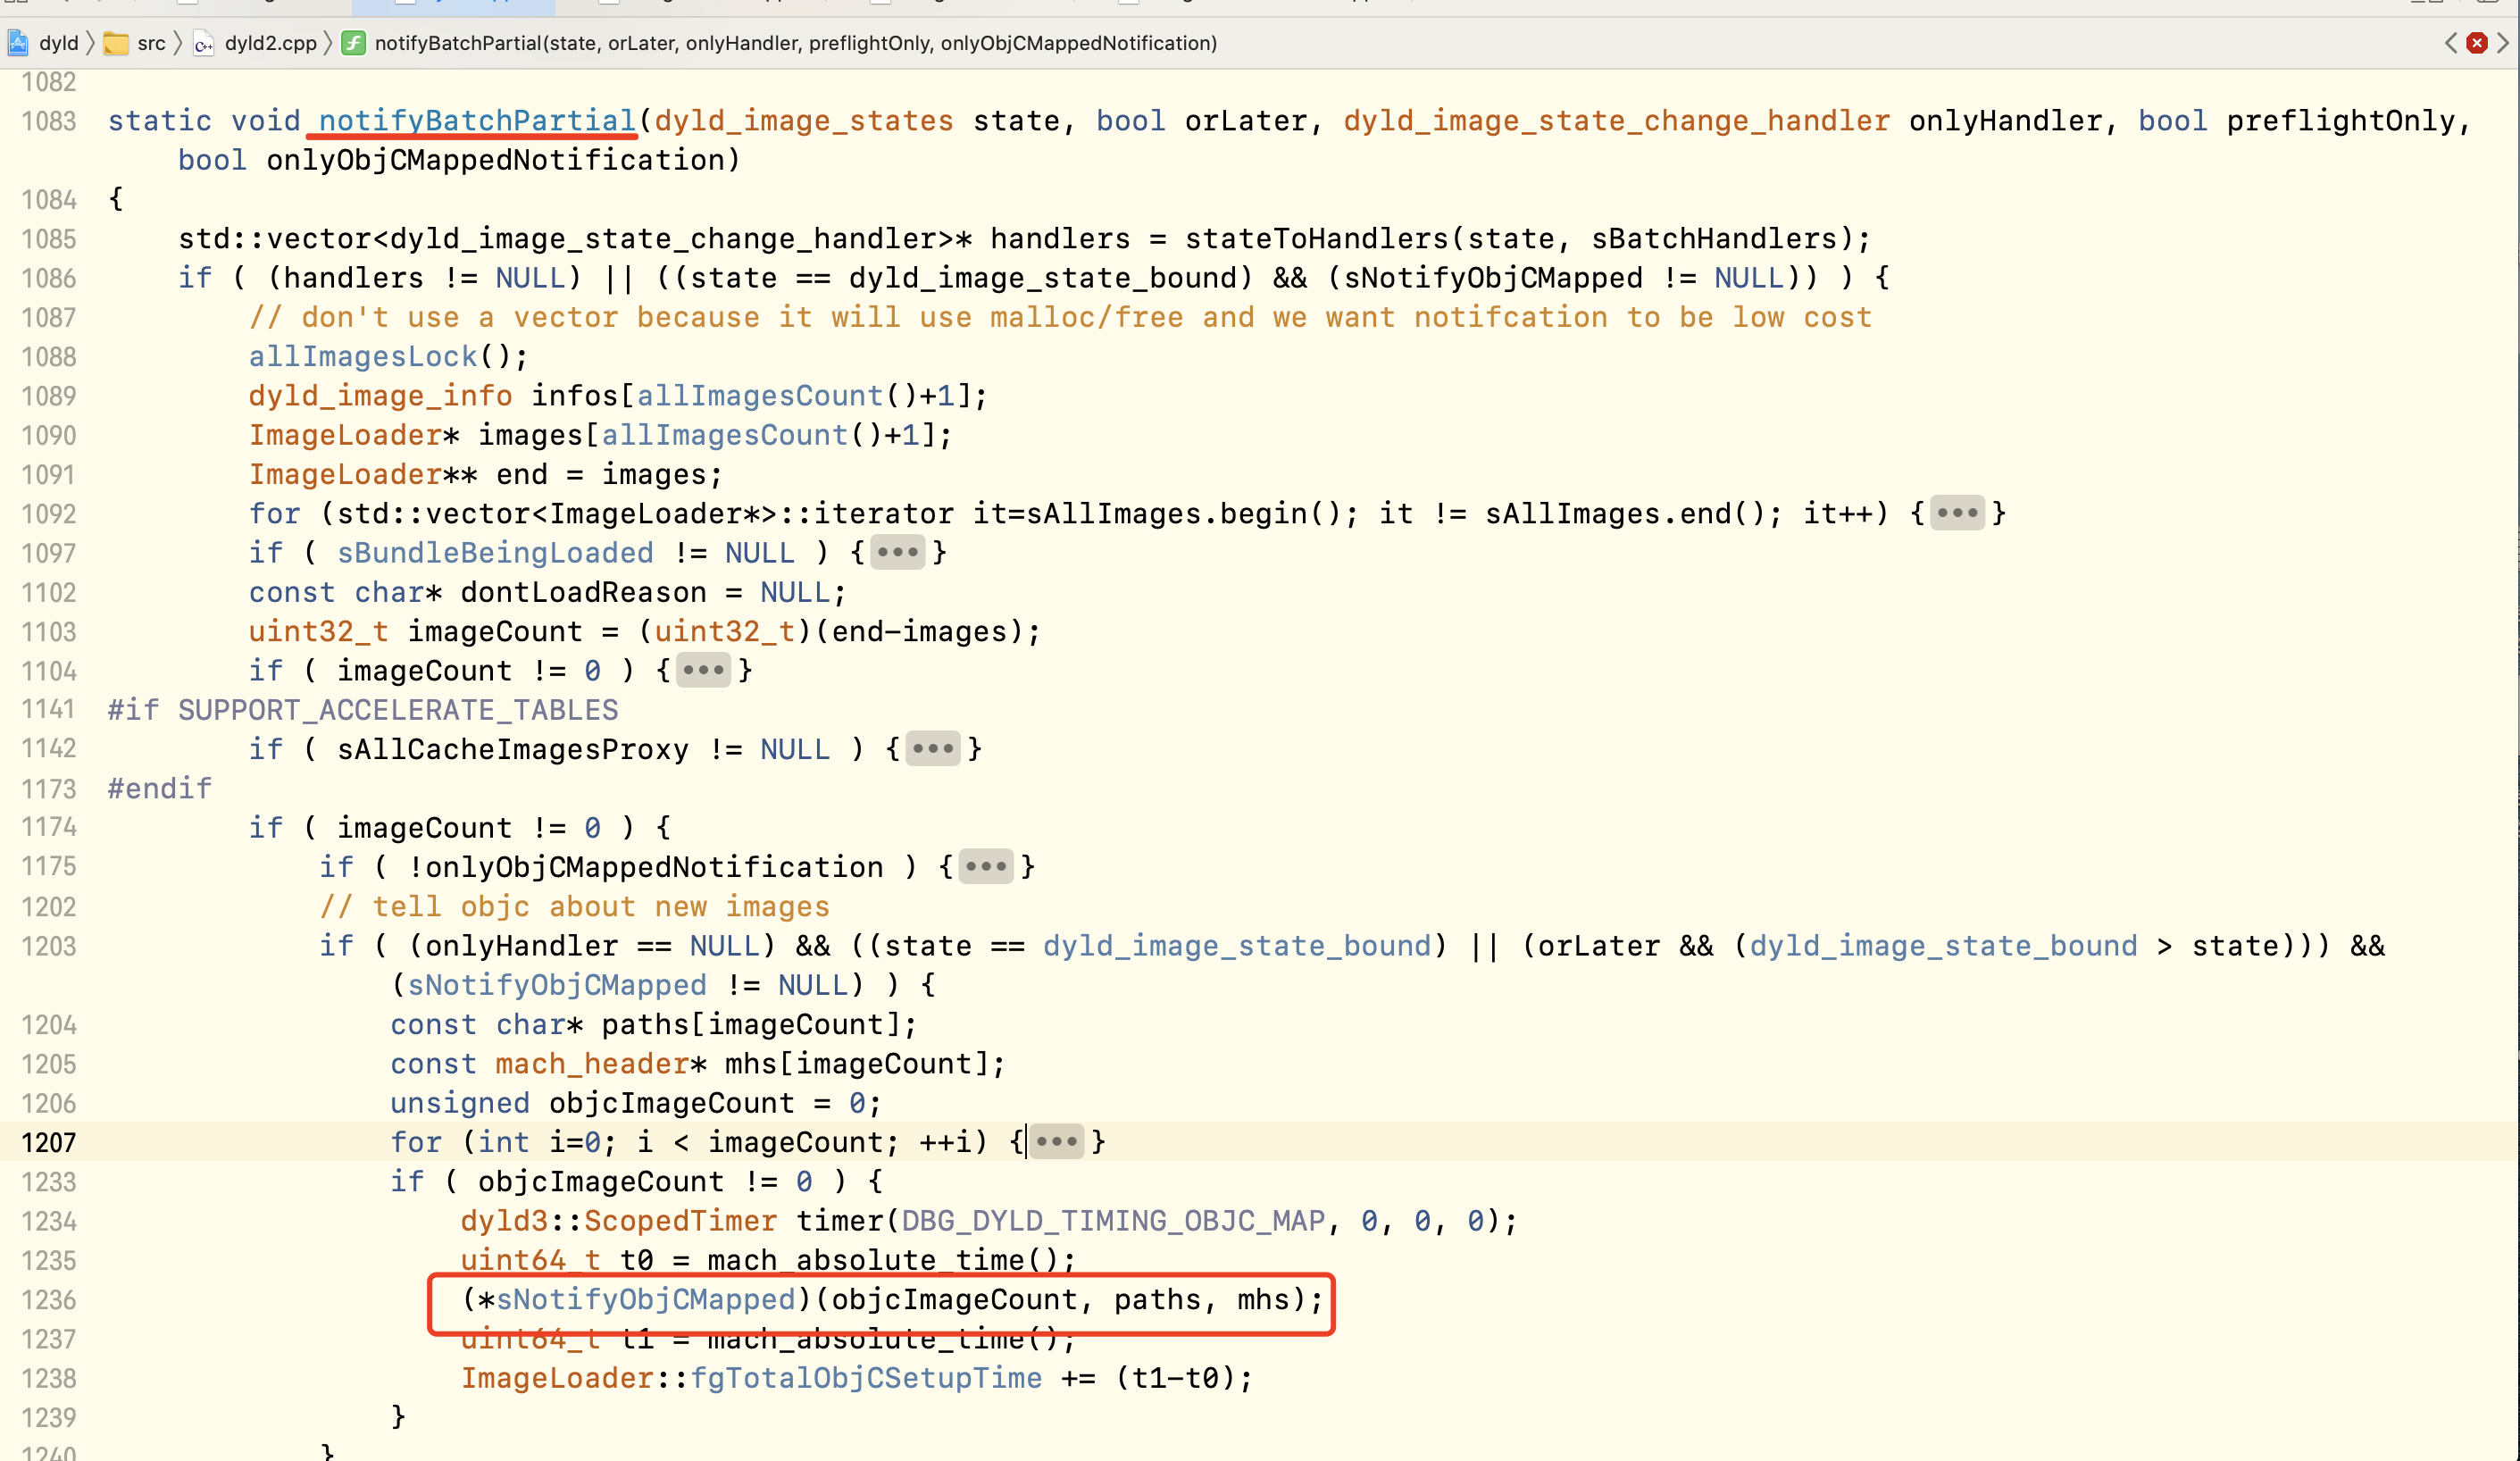 dyld 〉 src 〉 dyld2.cpp 〉 notifyBatchPartial(state, orLater, onlyHandler, preflightOnly, onlyObjCMappedNotification)
1082
1083 static void notifyBatchPartial(dyld_image_states state, bool orLater, dyld_image_state_change_handler onlyHandler, bool preflightOnly,
bool onlyObjCMappedNotification)
1084 {
1085 std::vector<dyld_image_state_change_handler>* handlers = stateToHandlers(state, sBatchHandlers);
1086 if ( (handlers != NULL) || ((state == dyld_image_state_bound) && (sNotifyObjCMapped != NULL)) ) {
1087 // don't use a vector because it will use malloc/free and we want notifcation to be low cost
1088 allImagesLock();
1089 dyld_image_info infos[allImagesCount()+1];
1090 ImageLoader* images[allImagesCount()+1];
1091 ImageLoader** end = images;
1092 for (std::vector<ImageLoader*>::iterator it=sAllImages.begin(); it != sAllImages.end(); it++) {•••}
1097 if ( sBundleBeingLoaded != NULL ) {•••}
1102 const char* dontLoadReason = NULL;
1103 uint32_t imageCount = (uint32_t)(end-images);
1104 if ( imageCount != 0 ) {•••}
1141 #if SUPPORT_ACCELERATE_TABLES
1142 if ( sAllCacheImagesProxy != NULL ) {•••}
1173 #endif
1174 if ( imageCount != 0 ) {
1175 if ( !onlyObjCMappedNotification ) {•••}
1202 // tell objc about new images
1203 if ( (onlyHandler == NULL) && ((state == dyld_image_state_bound) || (orLater && (dyld_image_state_bound > state))) &&
(sNotifyObjCMapped != NULL) ) {
1204 const char* paths[imageCount];
1205 const mach_header* mhs[imageCount];
1206 unsigned objcImageCount = 0;
1207 for (int i=0; i < imageCount; ++i) {•••}
1233 if ( objcImageCount != 0 ) {
1234 dyld3::ScopedTimer timer(DBG_DYLD_TIMING_OBJC_MAP, 0, 0, 0);
1235 uint64_t t0 = mach_absolute_time();
1236 (*sNotifyObjCMapped)(objcImageCount, paths, mhs);
1237 uint64_t t1 = mach_absolute_time();
1238 ImageLoader::fgTotalObjCSetupTime += (t1-t0);
1239 }
1240 }